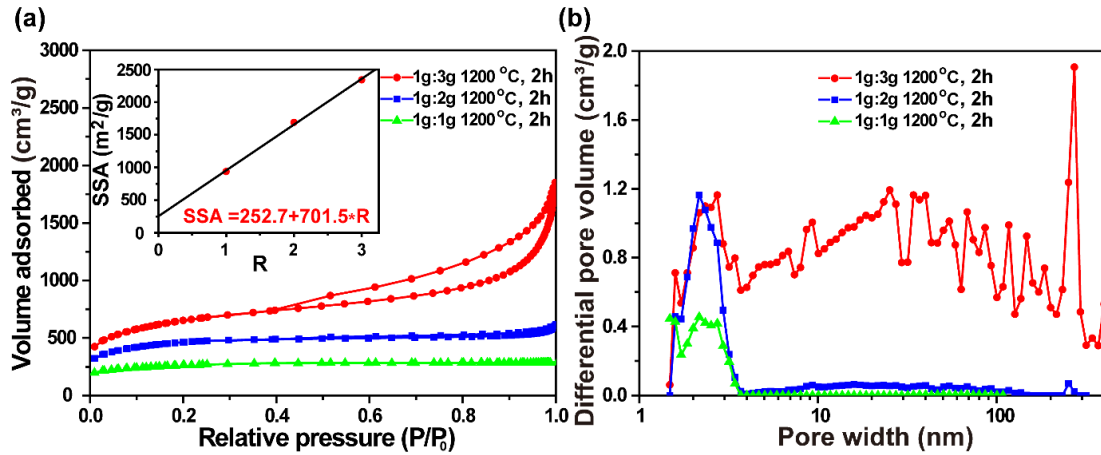 (a)
3000
2500
2000
1500
1000
500
0
Volume adsorbed (cm³/g)
0.0 0.2 0.4 0.6 0.8 1.0
Relative pressure (P/P₀)
1g:3g 1200 °C, 2h
1g:2g 1200 °C, 2h
1g:1g 1200 °C, 2h
2500
2000
1500
1000
500
0
SSA (m²/g)
SSA =252.7+701.5*R
0 1 2 3
R
(b)
2.0
1.6
1.2
0.8
0.4
0.0
Differential pore volume (cm³/g)
1g:3g 1200 °C, 2h
1g:2g 1200 °C, 2h
1g:1g 1200 °C, 2h
1 10 100
Pore width (nm)